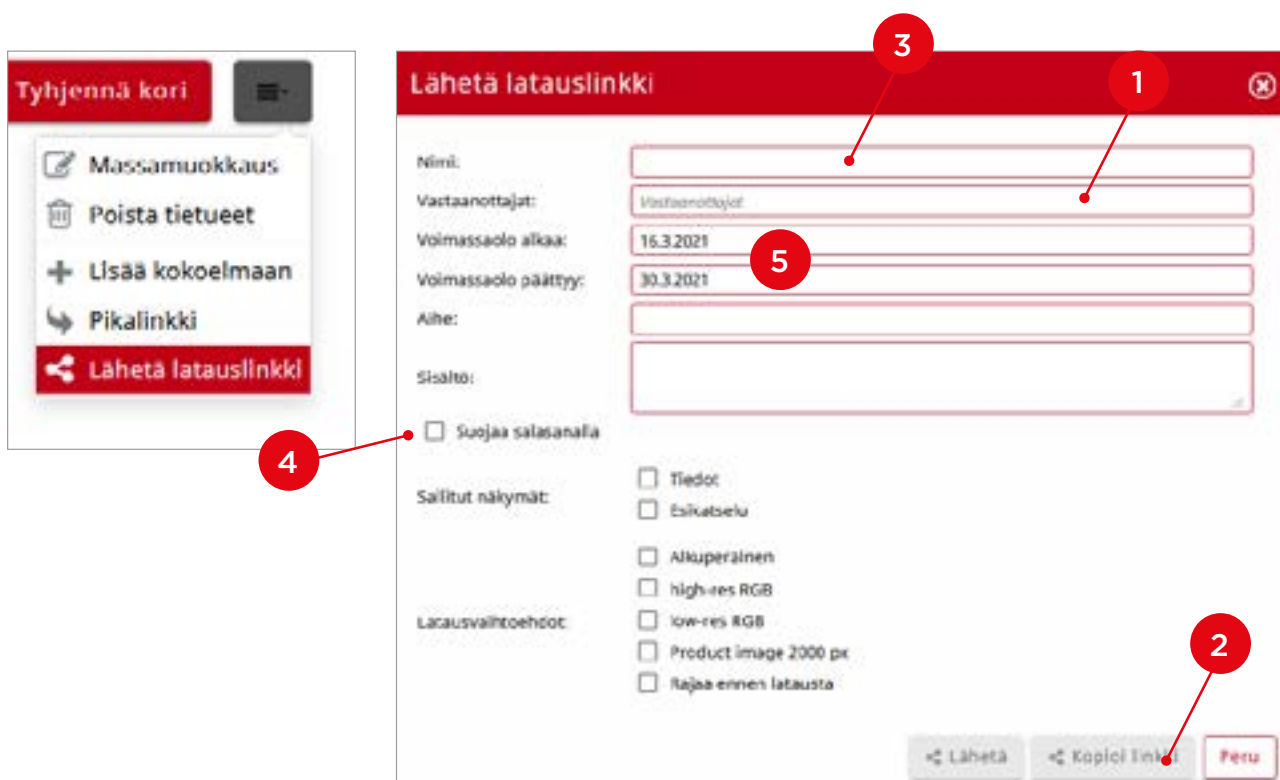 Tyhjennä kori
Massamuokkaus
Poista tietueet
Lisää kokoelmaan
Pikalinkki
Lähetä latauslinkki
4
3
1
Lähetä latauslinkki
Nimi:
Vastaanottajat: Vastaanottajat
Voimassaolo alkaa: 16.3.2021
5
Voimassaolo päättyy: 30.3.2021
Aihe:
Sisältö:
Suojaa salasanalla
Sallitut näkymät:
Tiedot
Esikatselu
Latausvaihtoehdot:
Alkuperäinen
high-res RGB
low-res RGB
Product image 2000 px
Rajaa ennen latausta
2
Lähetä Kopioi linkki Peru